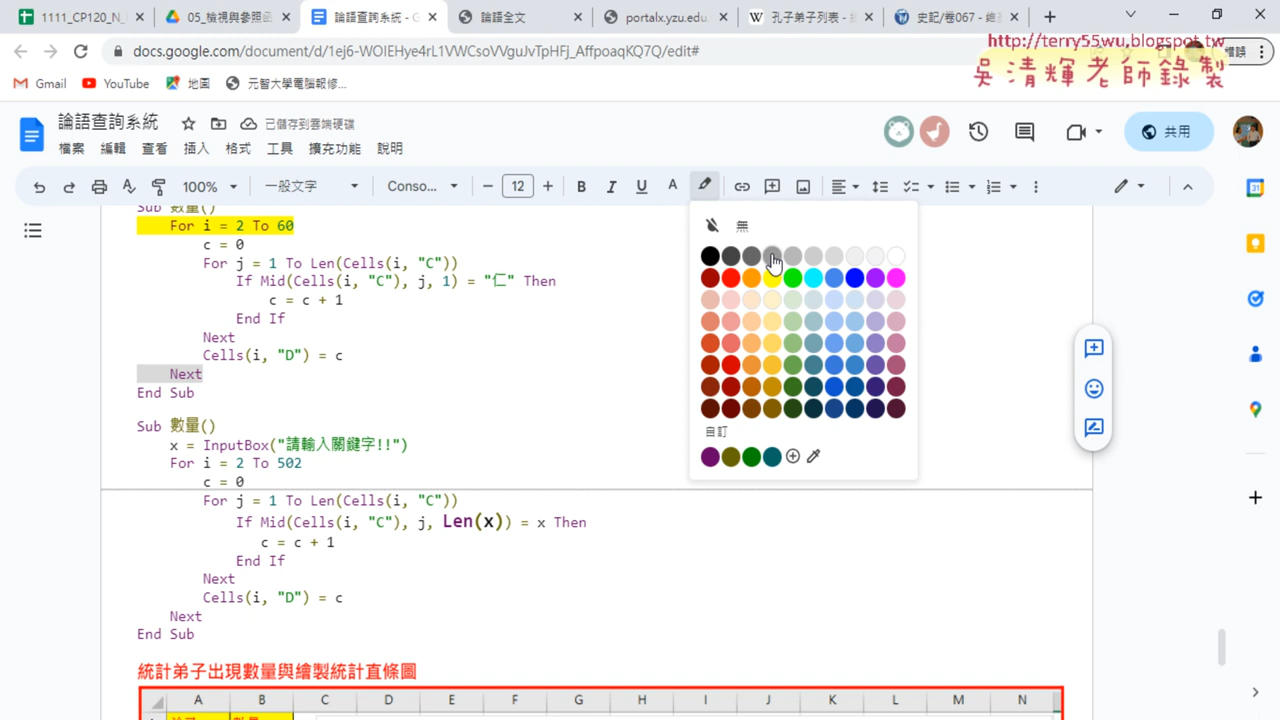 1111_CP120_N_
05_檢視與參照函
論語查詢系統 - G
論語全文
portalx.yzu.edu.
孔子弟子列表 - 維
史記/卷067 - 維基
docs.google.com/document/d/1ej6-WOIEHye4rL1VWCsoVVguJvTpHFj_AffpoaqKQ7Q/edit#
http://terry55wu.blogspot.tw
吳清輝老師錄製
Gmail
YouTube
地圖
元智大學電腦報修...
論語查詢系統
已儲存到雲端硬碟
檔案 編輯 查看 插入 格式 工具 擴充功能 說明
共用
100% 一般文字 Conso... 12 B I U A
無
自訂
Sub 數量()
For i = 2 To 60
c = 0
For j = 1 To Len(Cells(i, "C"))
If Mid(Cells(i, "C"), j, 1) = "仁" Then
c = c + 1
End If
Next
Cells(i, "D") = c
Next
End Sub
Sub 數量()
x = InputBox("請輸入關鍵字!!")
For i = 2 To 502
c = 0
For j = 1 To Len(Cells(i, "C"))
If Mid(Cells(i, "C"), j, Len(x)) = x Then
c = c + 1
End If
Next
Cells(i, "D") = c
Next
End Sub
統計弟子出現數量與繪製統計直條圖
A B C D E F G H I J K L M N